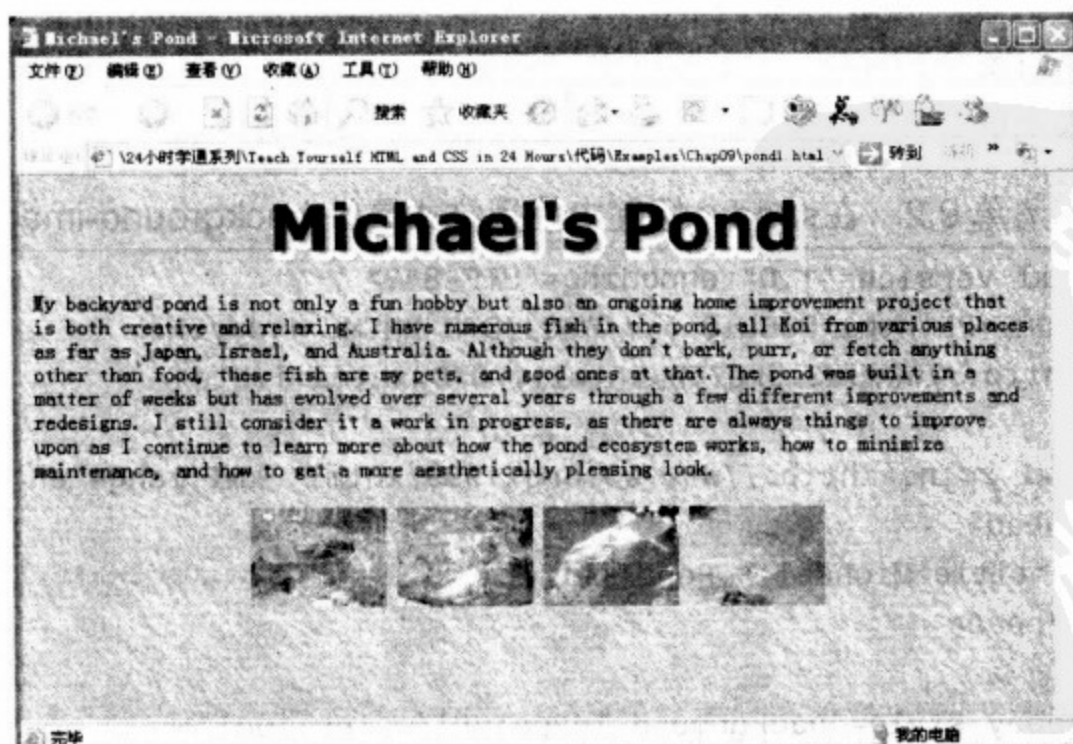 Michael's Pond - Microsoft Internet Explorer
文件(F) 编辑(E) 查看(V) 收藏(A) 工具(T) 帮助(H)
搜索 收藏夹
\24小时学通系列\Teach Yourself HTML and CSS in 24 Hours\代码\Examples\Chap09\pond1.html 转到 »
Michael's Pond
My backyard pond is not only a fun hobby but also an ongoing home improvement project that
is both creative and relaxing. I have numerous fish in the pond, all Koi from various places
as far as Japan, Israel, and Australia. Although they don't bark, purr, or fetch anything
other than food, these fish are my pets, and good ones at that. The pond was built in a
matter of weeks but has evolved over several years through a few different improvements and
redesigns. I still consider it a work in progress, as there are always things to improve
upon as I continue to learn more about how the pond ecosystem works, how to minimize
maintenance, and how to get a more aesthetically pleasing look.
完毕 我的电脑